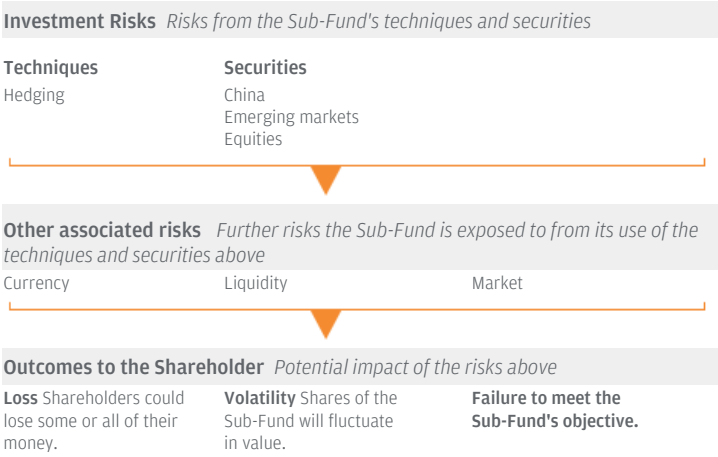 Investment Risks Risks from the Sub-Fund's techniques and securities
Techniques Securities
Hedging China
Emerging markets
Equities
Other associated risks Further risks the Sub-Fund is exposed to from its use of the
techniques and securities above
Currency Liquidity Market
Outcomes to the Shareholder Potential impact of the risks above
Loss Shareholders could Volatility Shares of the Failure to meet the
lose some or all of their Sub-Fund will fluctuate Sub-Fund's objective.
money. in value.